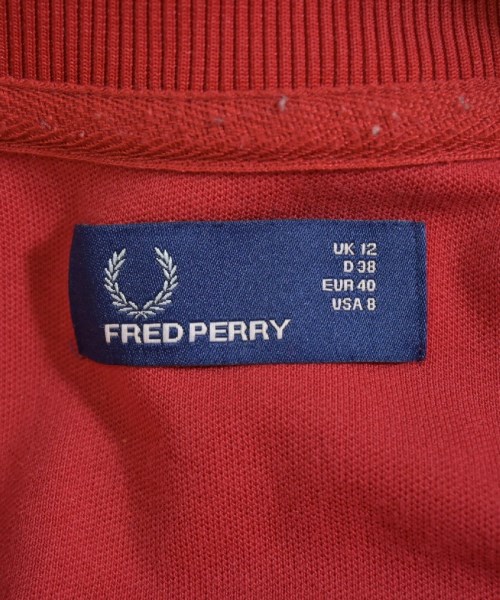 UK 12
D 38
EUR 40
USA 8
FRED PERRY